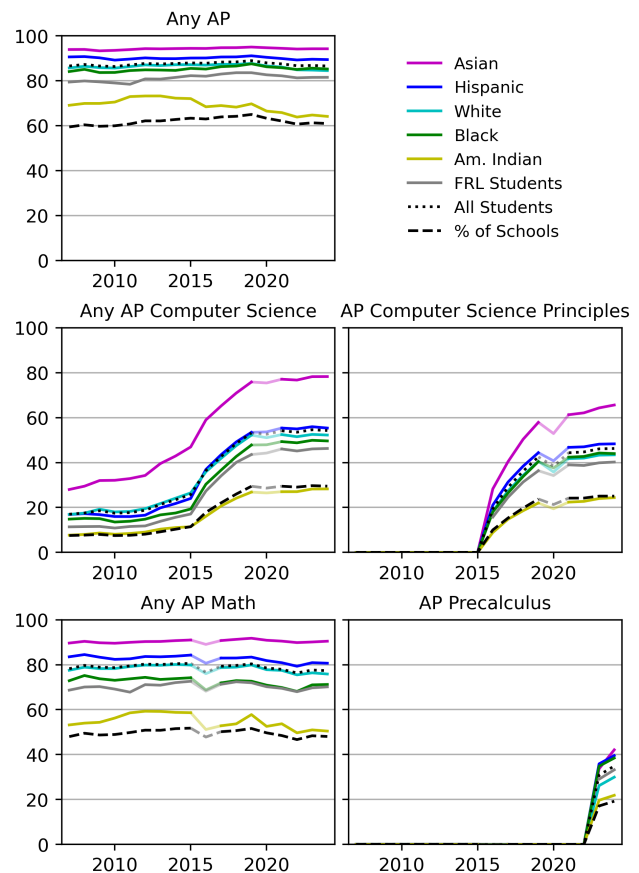 Any AP
100
80
60
40
20
0
2010 2015 2020
Asian
Hispanic
White
Black
Am. Indian
FRL Students
All Students
% of Schools
Any AP Computer Science
100
80
60
40
20
0
2010 2015 2020
AP Computer Science Principles
2010 2015 2020
Any AP Math
100
80
60
40
20
0
2010 2015 2020
AP Precalculus
2010 2015 2020